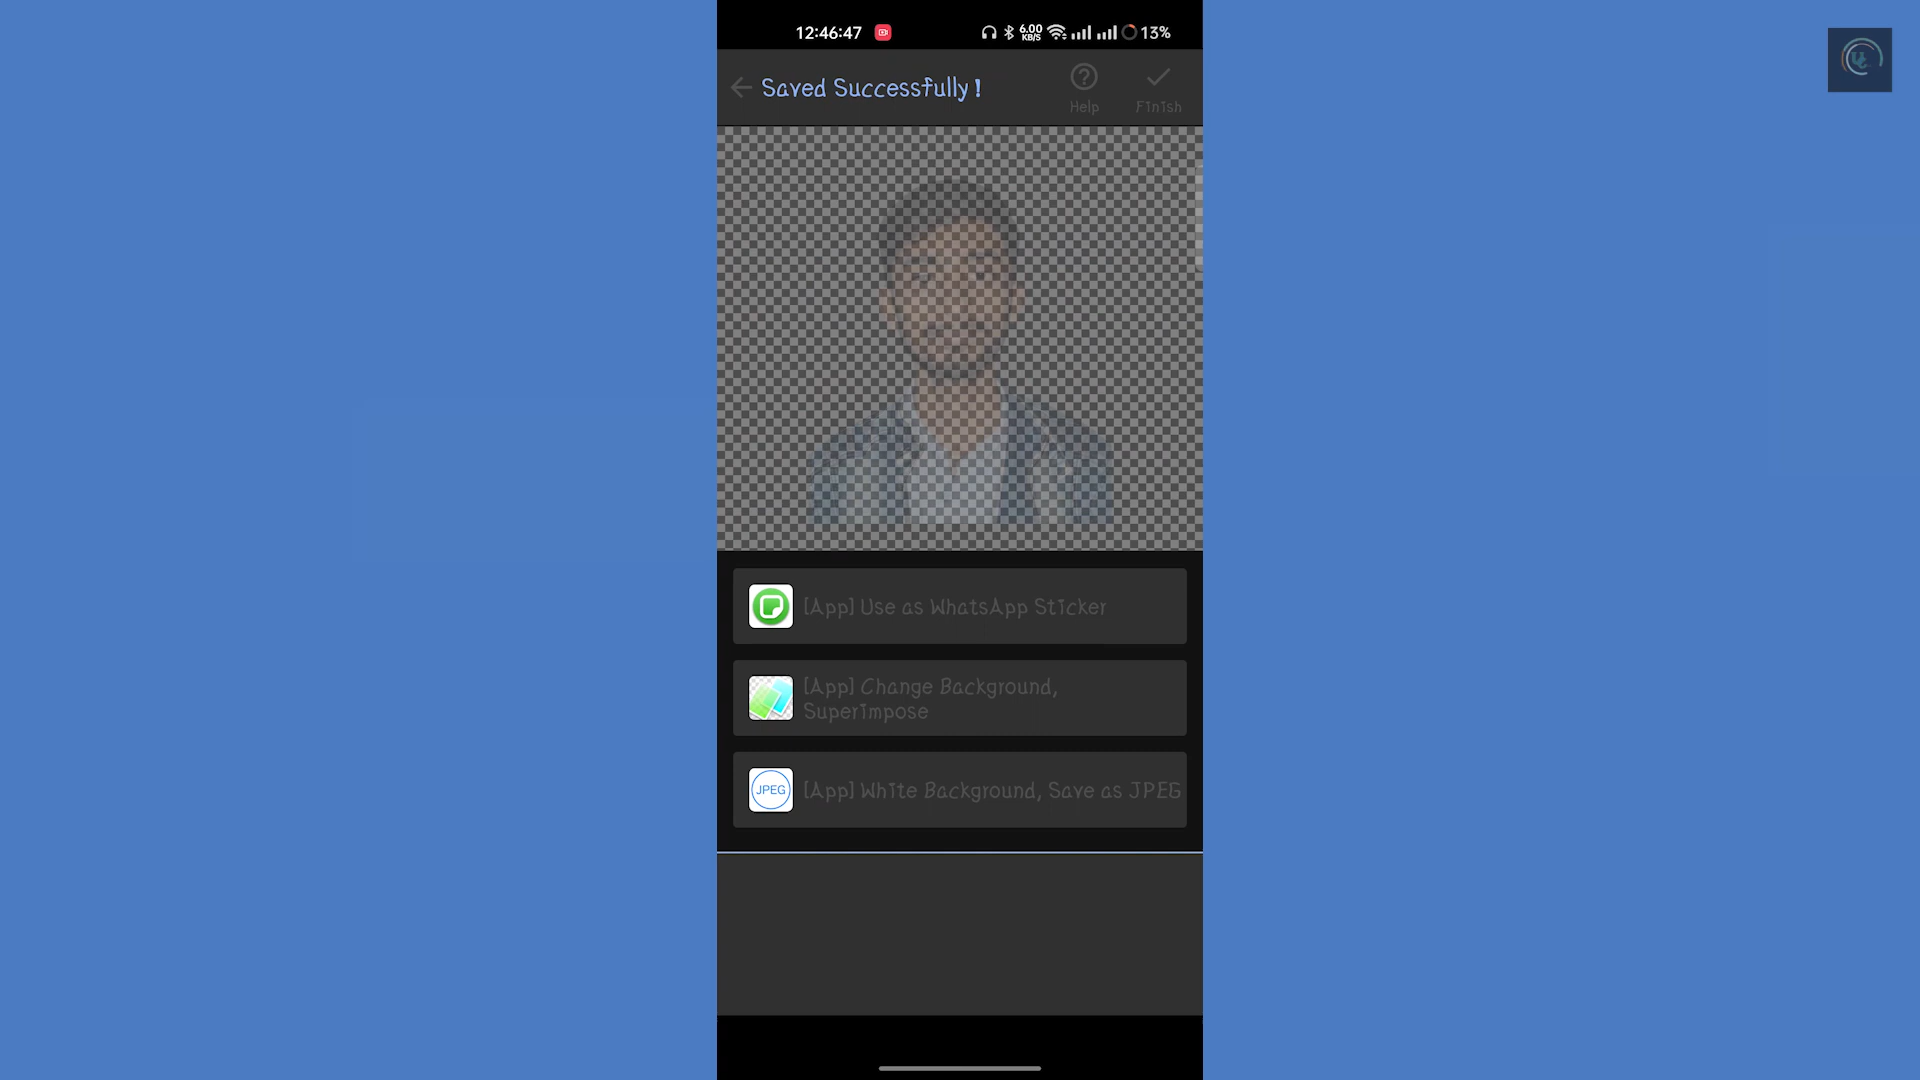 12:46:47 6.00 KB/S 13%
Saved Successfully!
Help Finish
[App] Use as WhatsApp Sticker
[App] Change Background,
Superimpose
JPEG [App] White Background, Save as JPEG